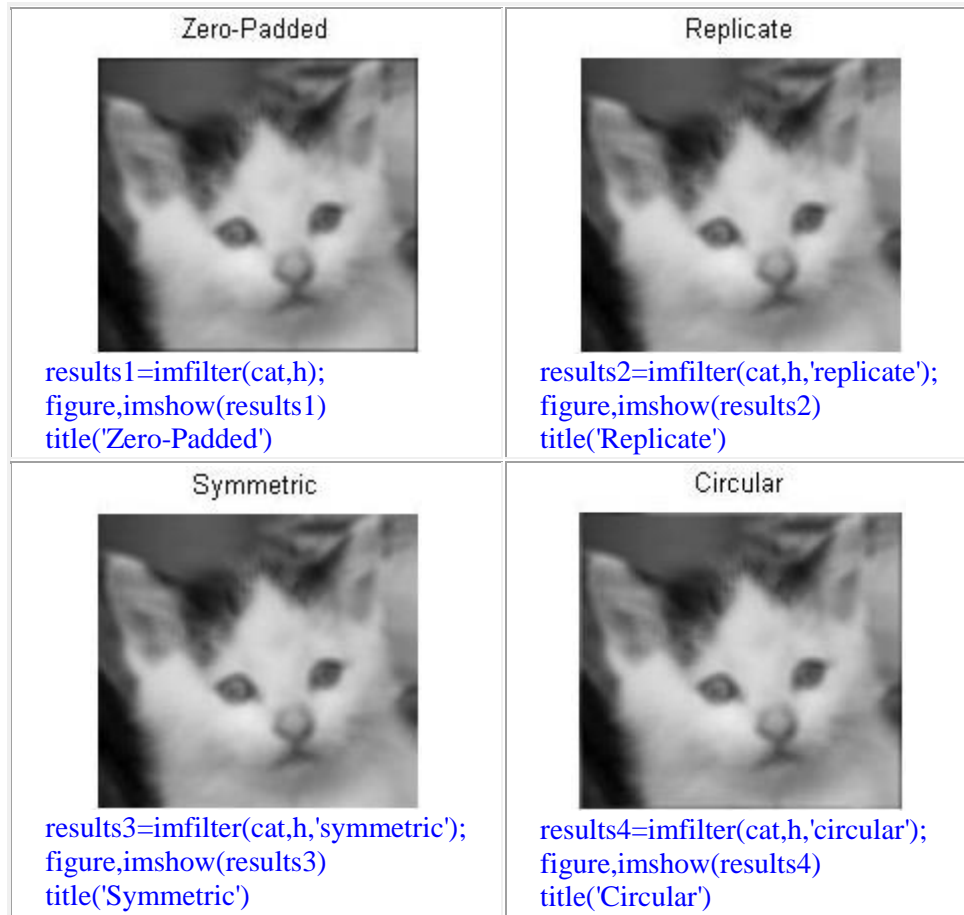 Zero-Padded
results1=imfilter(cat,h);
figure,imshow(results1)
title('Zero-Padded')
Replicate
results2=imfilter(cat,h,'replicate');
figure,imshow(results2)
title('Replicate')
Symmetric
results3=imfilter(cat,h,'symmetric');
figure,imshow(results3)
title('Symmetric')
Circular
results4=imfilter(cat,h,'circular');
figure,imshow(results4)
title('Circular')